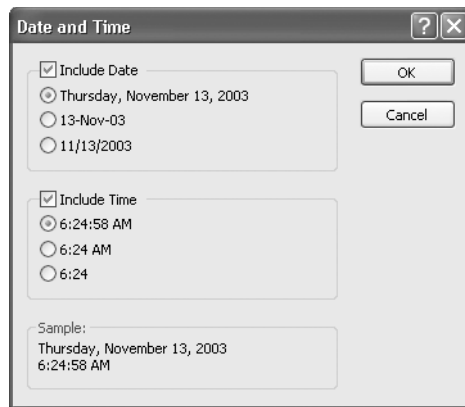 Date and Time
Include Date
Thursday, November 13, 2003
13-Nov-03
11/13/2003
Include Time
6:24:58 AM
6:24 AM
6:24
Sample:
Thursday, November 13, 2003
6:24:58 AM
OK
Cancel